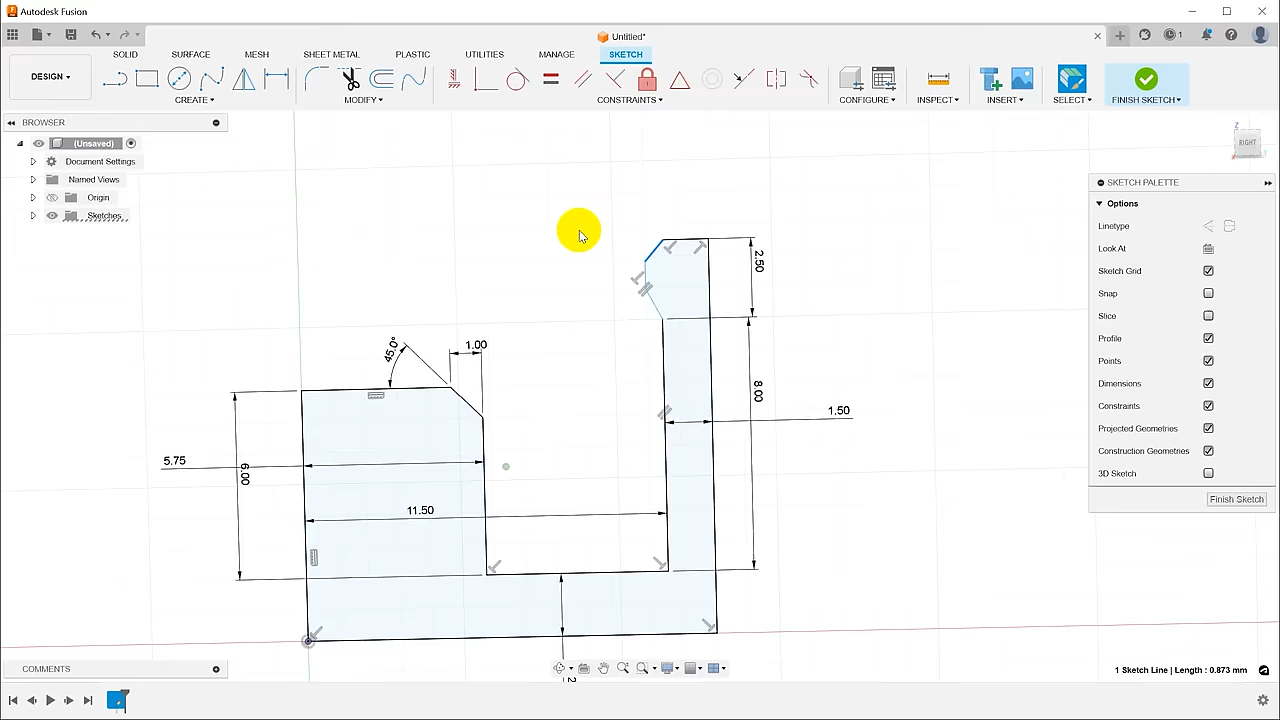 Autodesk Fusion
Untitled*
1
SOLID SURFACE MESH SHEET METAL PLASTIC UTILITIES MANAGE SKETCH
DESIGN
CREATE MODIFY CONSTRAINTS CONFIGURE INSPECT INSERT SELECT FINISH SKETCH
BROWSER
(Unsaved)
Document Settings
Named Views
Origin
Sketches
Z
RIGHT
SKETCH PALETTE
Options
Linetype
Look At
Sketch Grid
Snap
Slice
Profile
Points
Dimensions
Constraints
Projected Geometries
Construction Geometries
3D Sketch
Finish Sketch
2.50
45.0°
1.00
8.00
1.50
5.75
6.00
11.50
COMMENTS
1 Sketch Line | Length : 0.873 mm